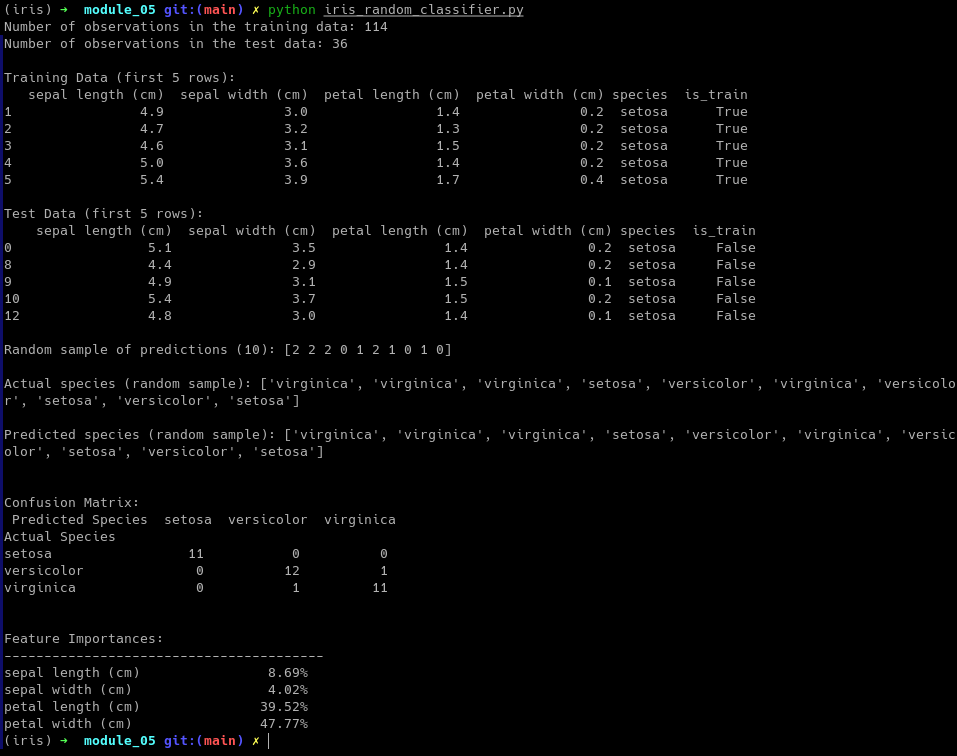 (iris) → module_05 git:(main) ✗ python iris_random_classifier.py
Number of observations in the training data: 114
Number of observations in the test data: 36
Training Data (first 5 rows):
   sepal length (cm)  sepal width (cm)  petal length (cm)  petal width (cm) species  is_train
1                4.9               3.0                1.4               0.2  setosa      True
2                4.7               3.2                1.3               0.2  setosa      True
3                4.6               3.1                1.5               0.2  setosa      True
4                5.0               3.6                1.4               0.2  setosa      True
5                5.4               3.9                1.7               0.4  setosa      True
Test Data (first 5 rows):
    sepal length (cm)  sepal width (cm)  petal length (cm)  petal width (cm) species  is_train
0                 5.1               3.5                1.4               0.2  setosa     False
8                 4.4               2.9                1.4               0.2  setosa     False
9                 4.9               3.1                1.5               0.1  setosa     False
10                5.4               3.7                1.5               0.2  setosa     False
12                4.8               3.0                1.4               0.1  setosa     False
Random sample of predictions (10): [2 2 2 0 1 2 1 0 1 0]
Actual species (random sample): ['virginica', 'virginica', 'virginica', 'setosa', 'versicolor', 'virginica', 'versicolo
r', 'setosa', 'versicolor', 'setosa']
Predicted species (random sample): ['virginica', 'virginica', 'virginica', 'setosa', 'versicolor', 'virginica', 'versic
olor', 'setosa', 'versicolor', 'setosa']
Confusion Matrix:
 Predicted Species  setosa  versicolor  virginica
Actual Species
setosa                 11           0          0
versicolor              0          12          1
virginica               0           1         11
Feature Importances:
----------------------------------------
sepal length (cm)                8.69%
sepal width (cm)                 4.02%
petal length (cm)               39.52%
petal width (cm)                47.77%
(iris) → module_05 git:(main) ✗